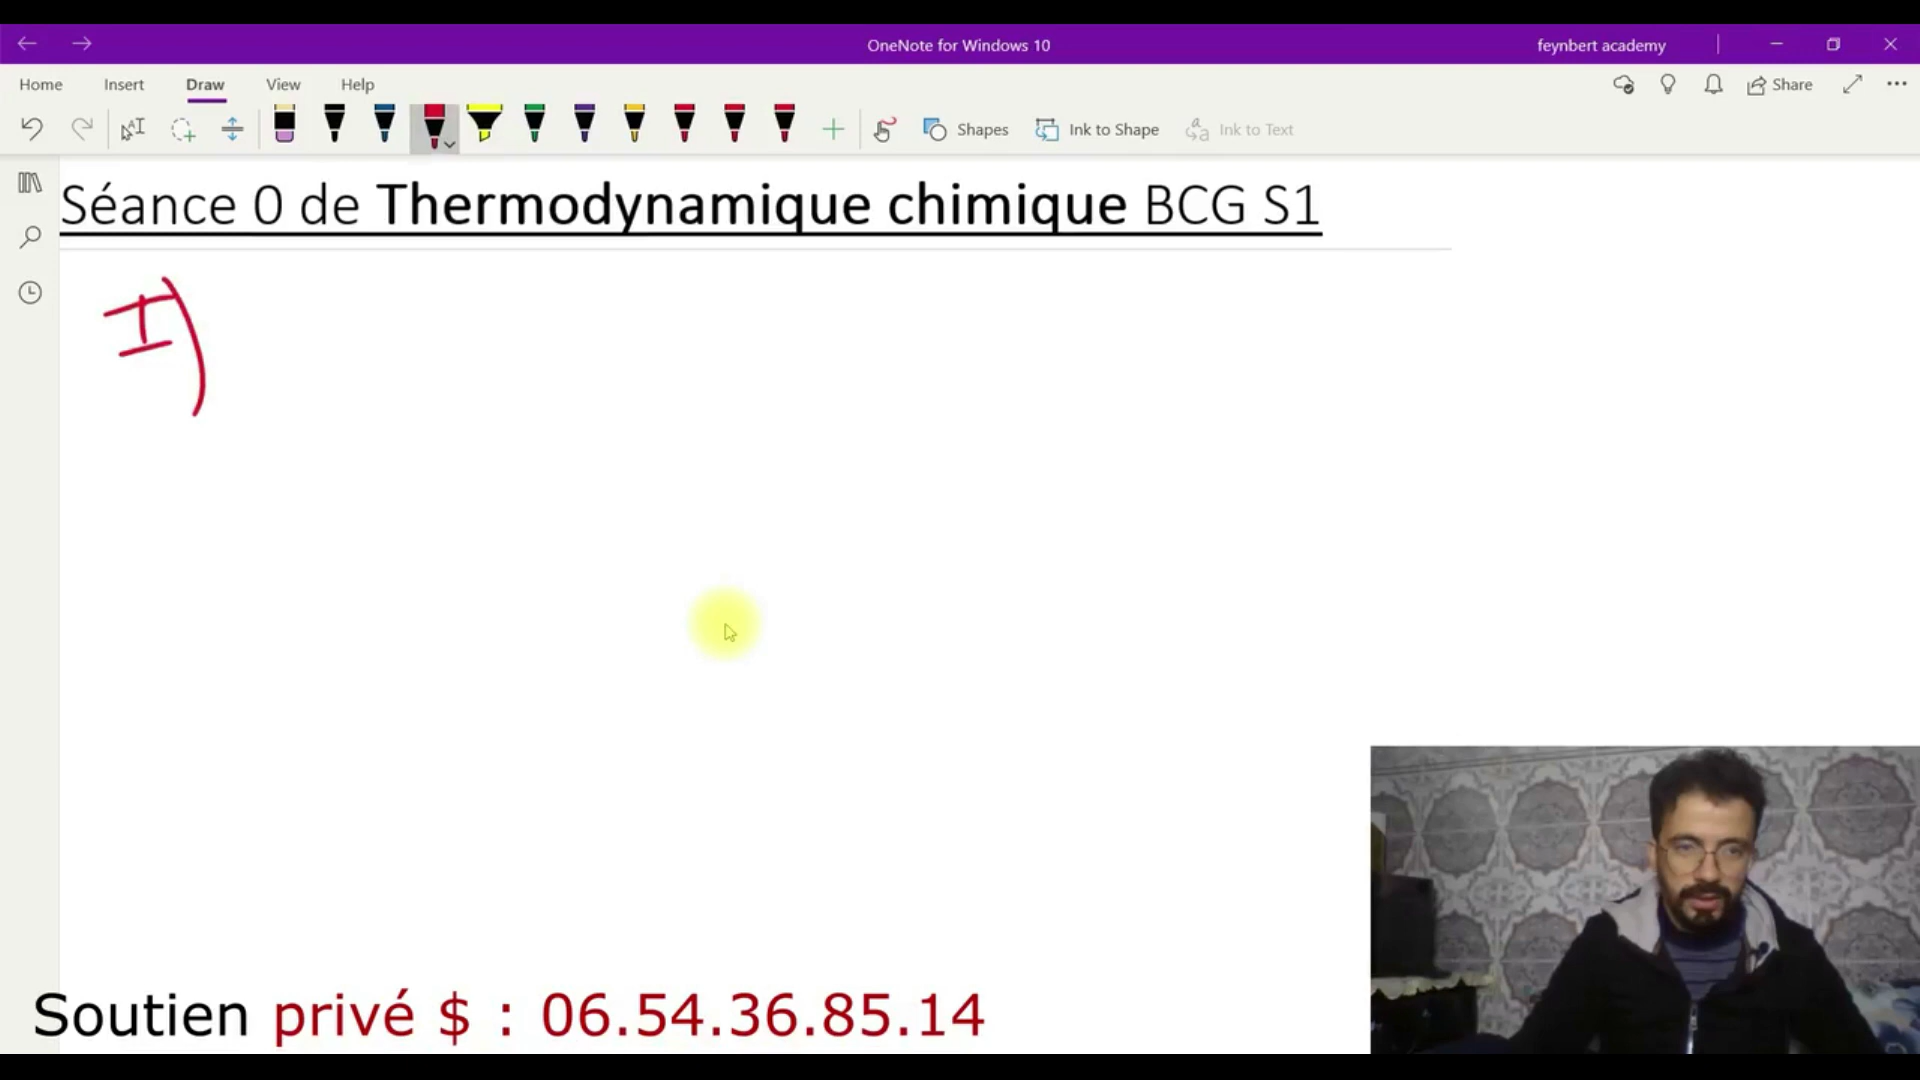 OneNote for Windows 10
feynbert academy
Home Insert Draw View Help
Share
Shapes Ink to Shape Ink to Text
Séance 0 de Thermodynamique chimique BCG S1
I)
Soutien privé $ : 06.54.36.85.14